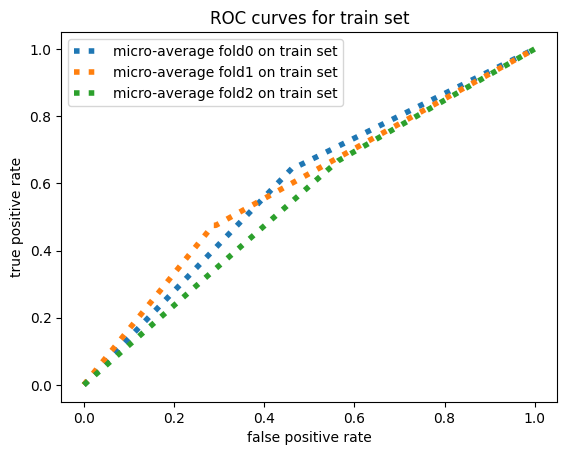 ROC curves for train set
micro-average fold0 on train set
micro-average fold1 on train set
micro-average fold2 on train set
true positive rate
1.0
0.8
0.6
0.4
0.2
0.0
0.0 0.2 0.4 0.6 0.8 1.0
false positive rate